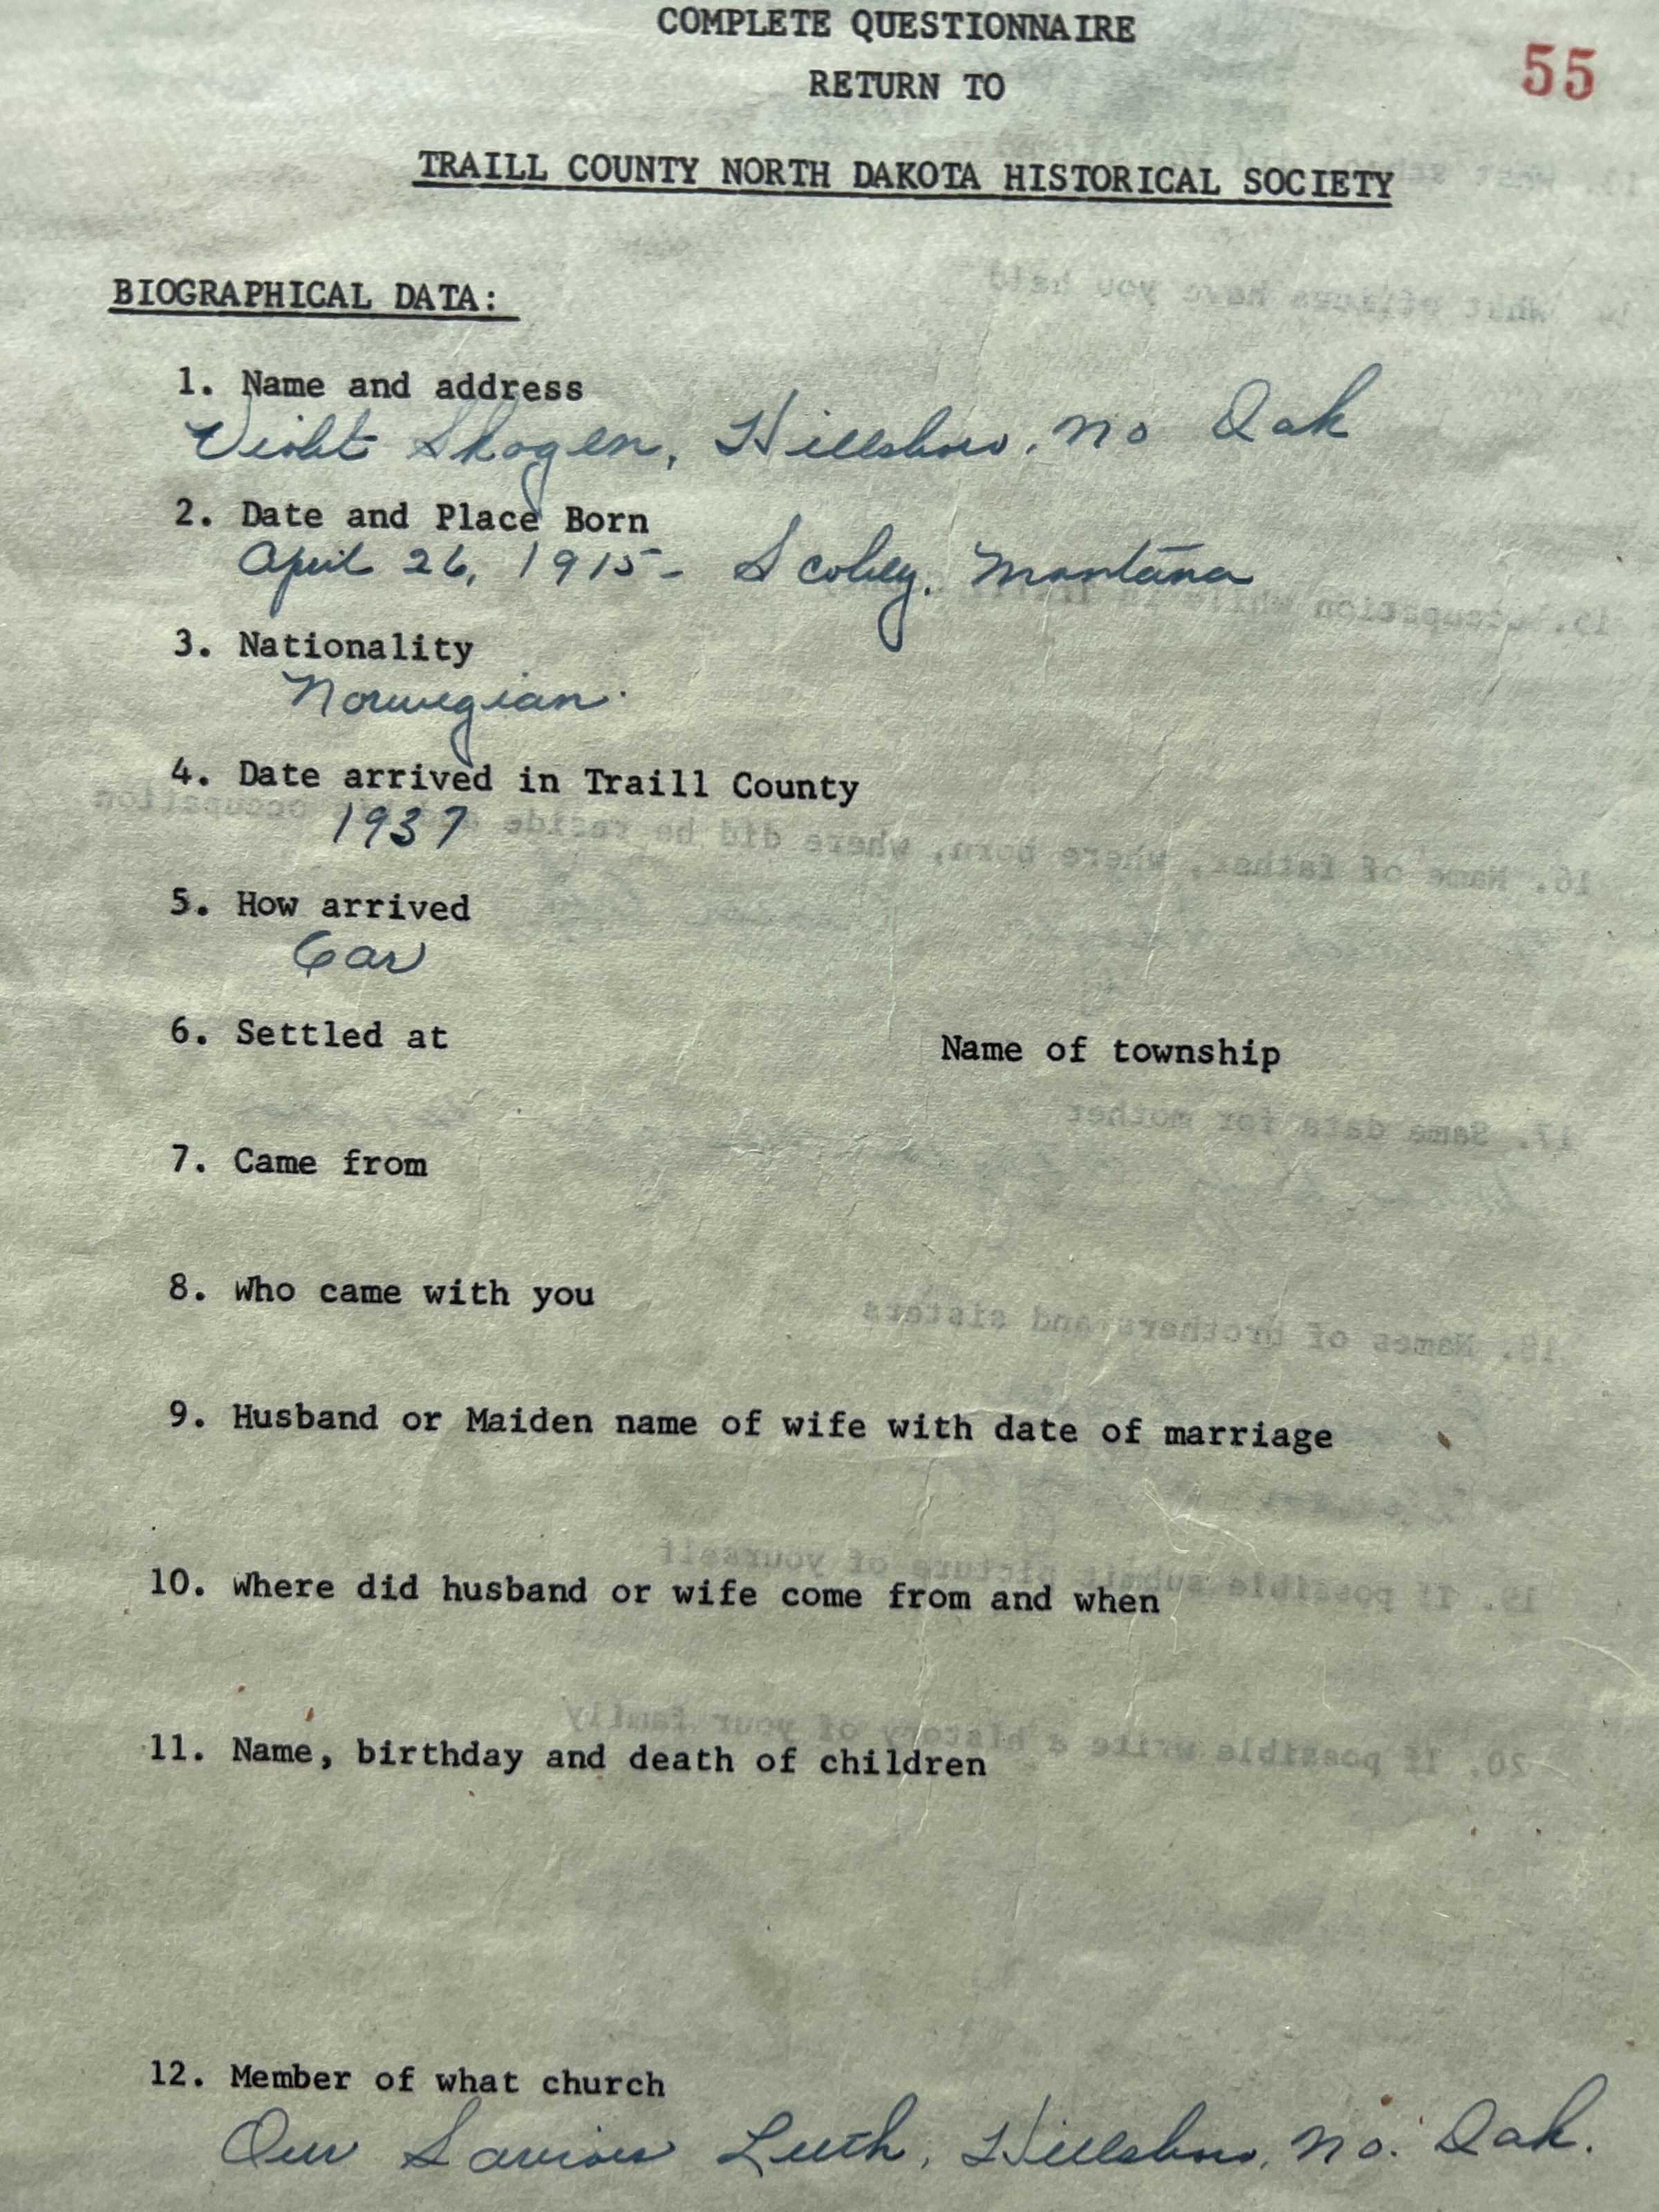 COMPLETE QUESTIONNAIRE
RETURN TO
55
TRAILL COUNTY NORTH DAKOTA HISTORICAL SOCIETY
BIOGRAPHICAL DATA:
1. Name and address
Violet Skogen, Hillsboro, No Dak
2. Date and Place Born
April 26, 1915 - Scobey, Montana
3. Nationality
Norwegian.
4. Date arrived in Traill County
1937
5. How arrived
Car
6. Settled at Name of township
7. Came from
8. Who came with you
9. Husband or Maiden name of wife with date of marriage
10. Where did husband or wife come from and when
11. Name, birthday and death of children
12. Member of what church
Our Saviors Luth, Hillsboro, No. Dak.